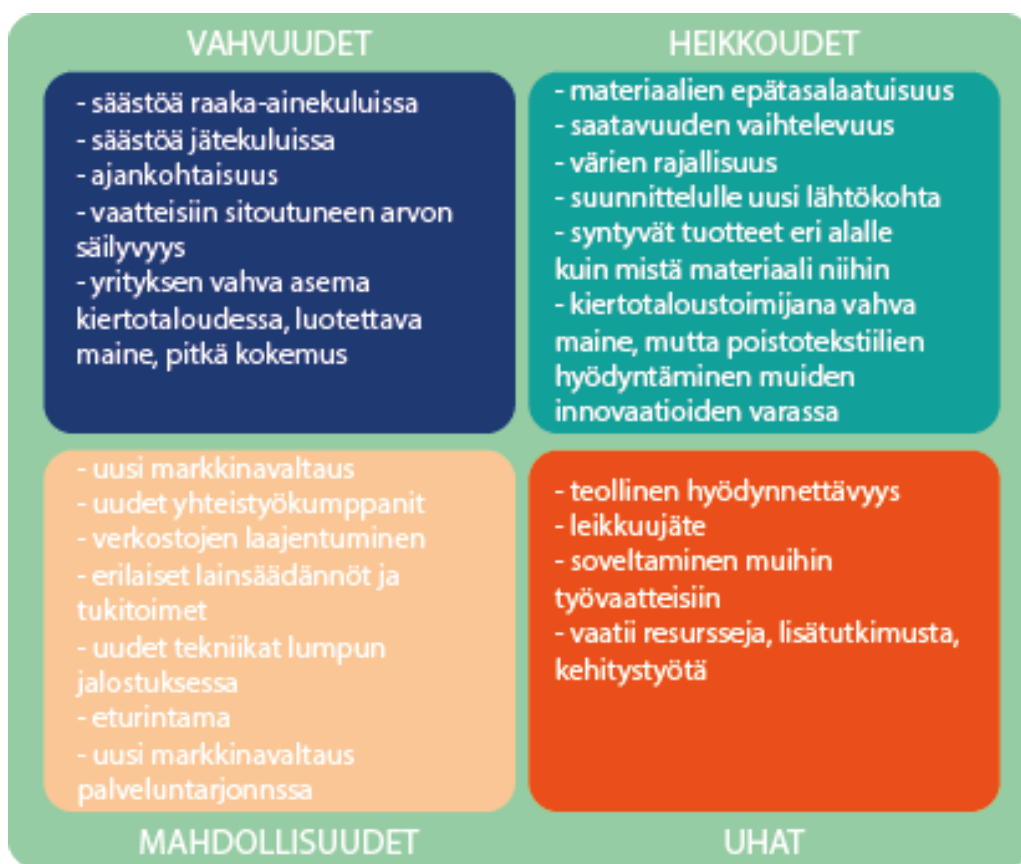 VAHVUUDET
- säästöä raaka-ainekuluissa
- säästöä jätekuluissa
- ajankohtaisuus
- vaatteisiin sitoutuneen arvon
säilyvyys
- yrityksen vahva asema
kiertotaloudessa, luotettava
maine, pitkä kokemus
HEIKKOUDET
- materiaalien epätasalaatuisuus
- saatavuuden vaihtelevuus
- värien rajallisuus
- suunnittelulle uusi lähtökohta
- syntyvät tuotteet eri alalle
kuin mistä materiaali niihin
- kiertotaloustoimijana vahva
maine, mutta poistotekstiilien
hyödyntäminen muiden
innovaatioiden varassa
- uusi markkinavaltaus
- uudet yhteistyökumppanit
- verkostojen laajentuminen
- erilaiset lainsäädännöt ja
tukitoimet
- uudet tekniikat lumpun
jalostuksessa
- eturintama
- uusi markkinavaltaus
palveluntarjonnssa
MAHDOLLISUUDET
- teollinen hyödynnettävyys
- leikkuujäte
- soveltaminen muihin
työvaatteisiin
- vaatii resursseja, lisätutkimusta,
kehitystyötä
UHAT